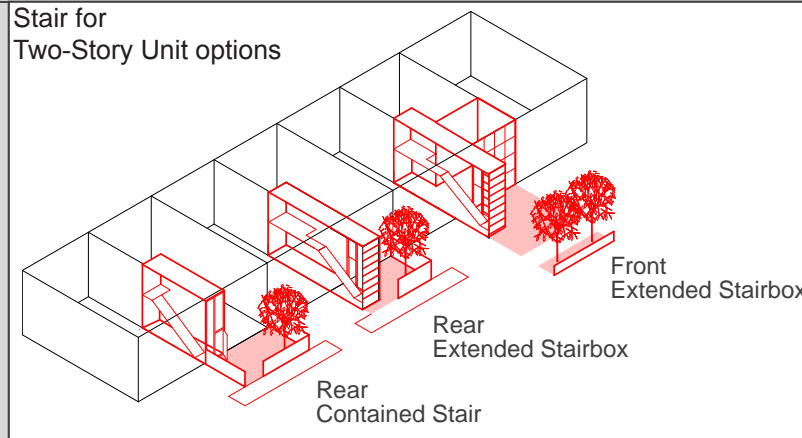 Stair for
Two-Story Unit options
Front
Extended Stairbox
Rear
Extended Stairbox
Rear
Contained Stair